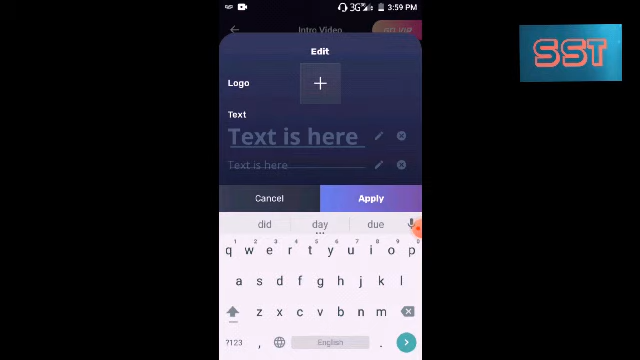 3G 3:59 PM
Intro Video
SST
Edit
Logo
Text
Text is here
Text is here
Cancel Apply
did day due
1 2 3 4 5 6 7 8 9 0
q w e r t y u i o p
a s d f g h j k l
z x c v b n m
?123 , English .